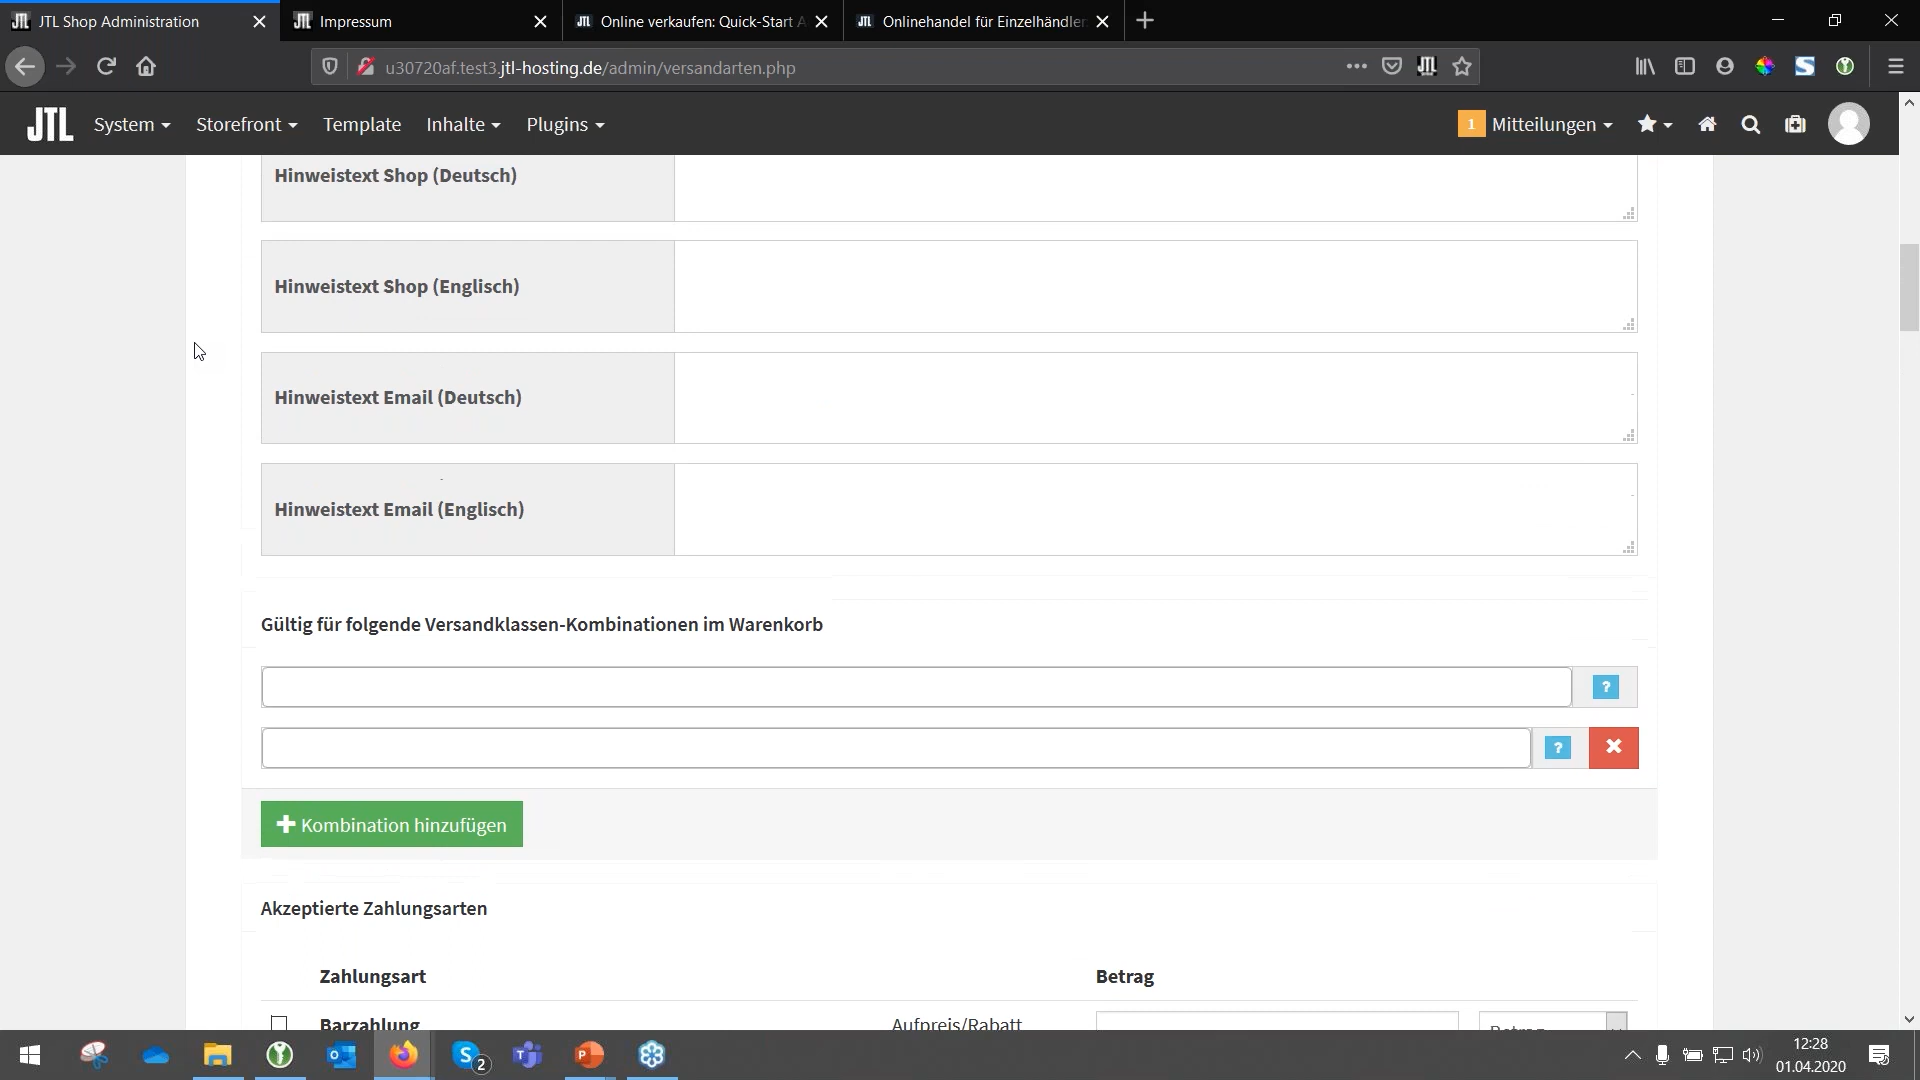 JTL Shop Administration
Impressum
Online verkaufen: Quick-Start A
Onlinehandel für Einzelhändler:
u30720af.test3.jtl-hosting.de/admin/versandarten.php
JTL System Storefront Template Inhalte Plugins 1 Mitteilungen
Hinweistext Shop (Deutsch)
Hinweistext Shop (Englisch)
Hinweistext Email (Deutsch)
Hinweistext Email (Englisch)
Gültig für folgende Versandklassen-Kombinationen im Warenkorb
?
?
Kombination hinzufügen
Akzeptierte Zahlungsarten
Zahlungsart Betrag
Barzahlung Aufpreis/Rabatt Betrag
2
12:28
01.04.2020